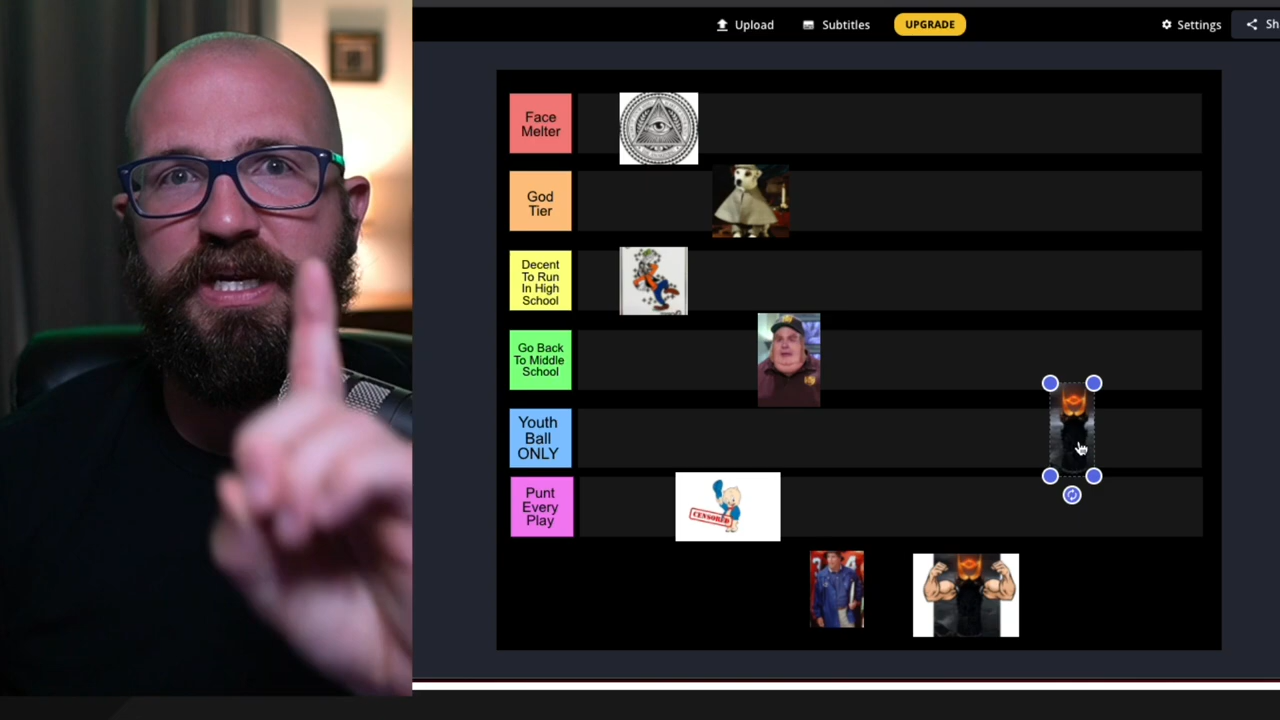 Upload Subtitles UPGRADE Settings Sh
Face
Melter
God
Tier
Decent
To Run
In High
School
Go Back
To Middle
School
Youth
Ball
ONLY
Punt
Every
Play
CENSORED